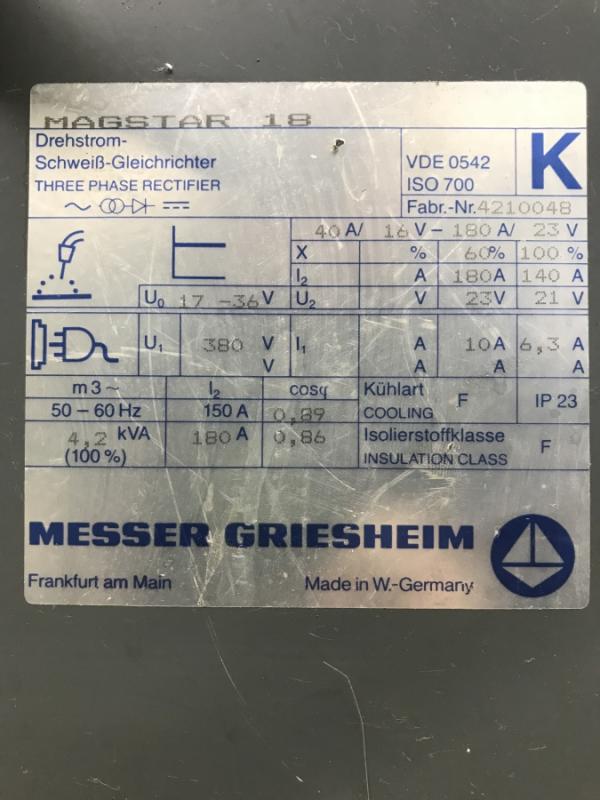 MAGSTAR 18
Drehstrom-
Schweiß-Gleichrichter
THREE PHASE RECTIFIER
VDE 0542
ISO 700
K
Fabr.-Nr. 4210048
40A/ 16V - 180A/ 23 V
X % 60% 100 %
I2 A 180A 140 A
U0 17 -36 V U2 V 23V 21 V
U1 380 V I1 A 10A 6,3 A
V A A A
m 3 ~ I2 cosφ Kühlart F IP 23
50-60 Hz 150 A 0,89 COOLING
4,2 kVA 180 A 0,86 Isolierstoffklasse F
(100%) INSULATION CLASS
MESSER GRIESHEIM
Frankfurt am Main Made in W.-Germany